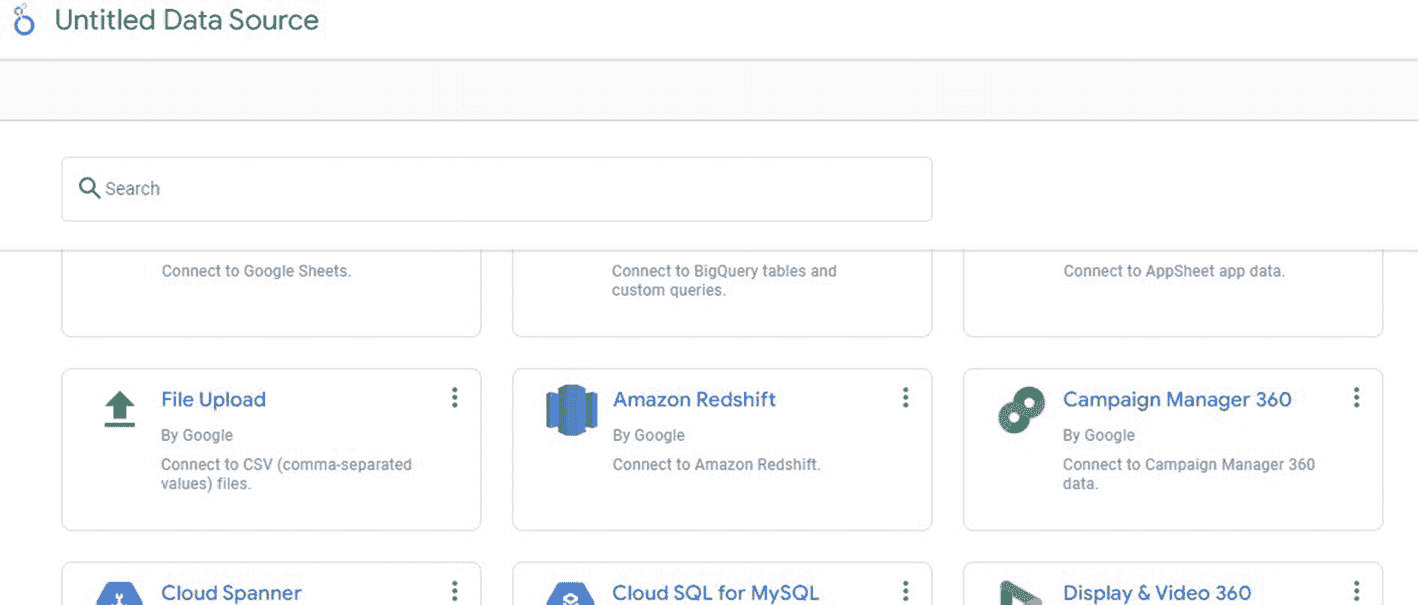 Untitled Data Source
Search
Connect to Google Sheets.
Connect to BigQuery tables and
custom queries.
Connect to AppSheet app data.
File Upload
By Google
Connect to CSV (comma-separated
values) files.
Amazon Redshift
By Google
Connect to Amazon Redshift.
Campaign Manager 360
By Google
Connect to Campaign Manager 360
data.
Cloud Spanner
Cloud SQL for MySQL
Display & Video 360